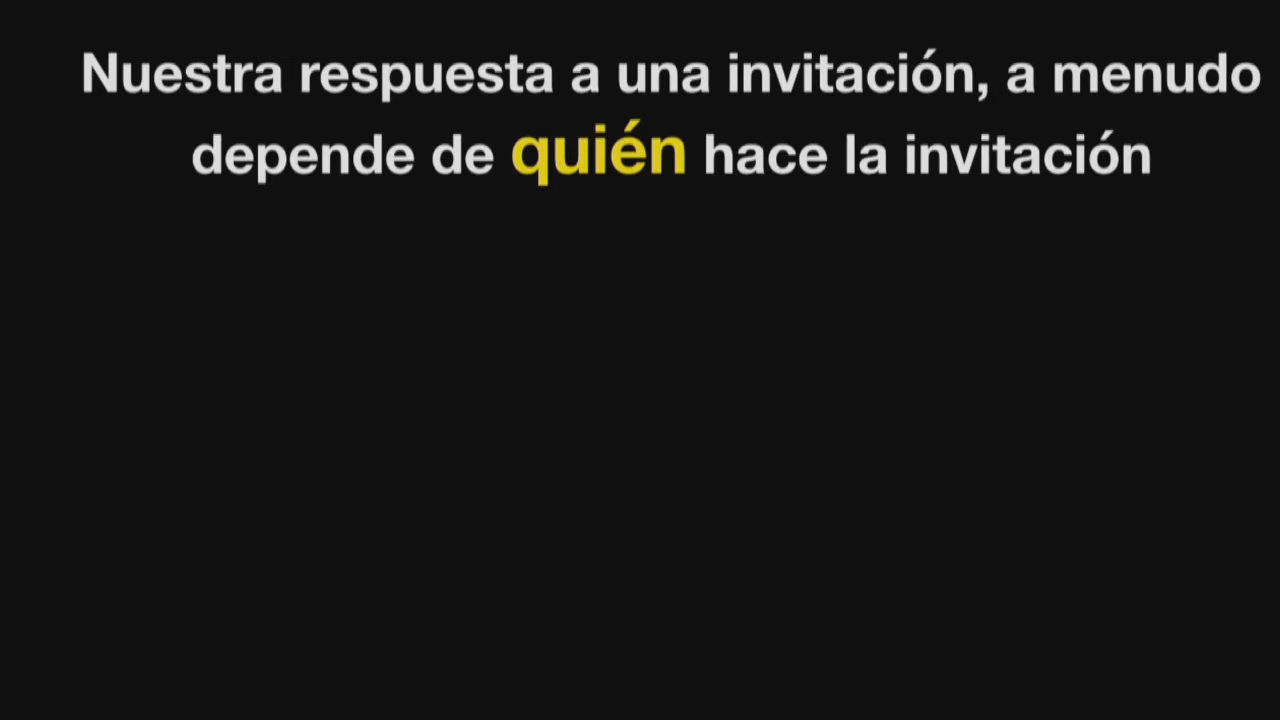 Nuestra respuesta a una invitación, a menudo
depende de quién hace la invitación